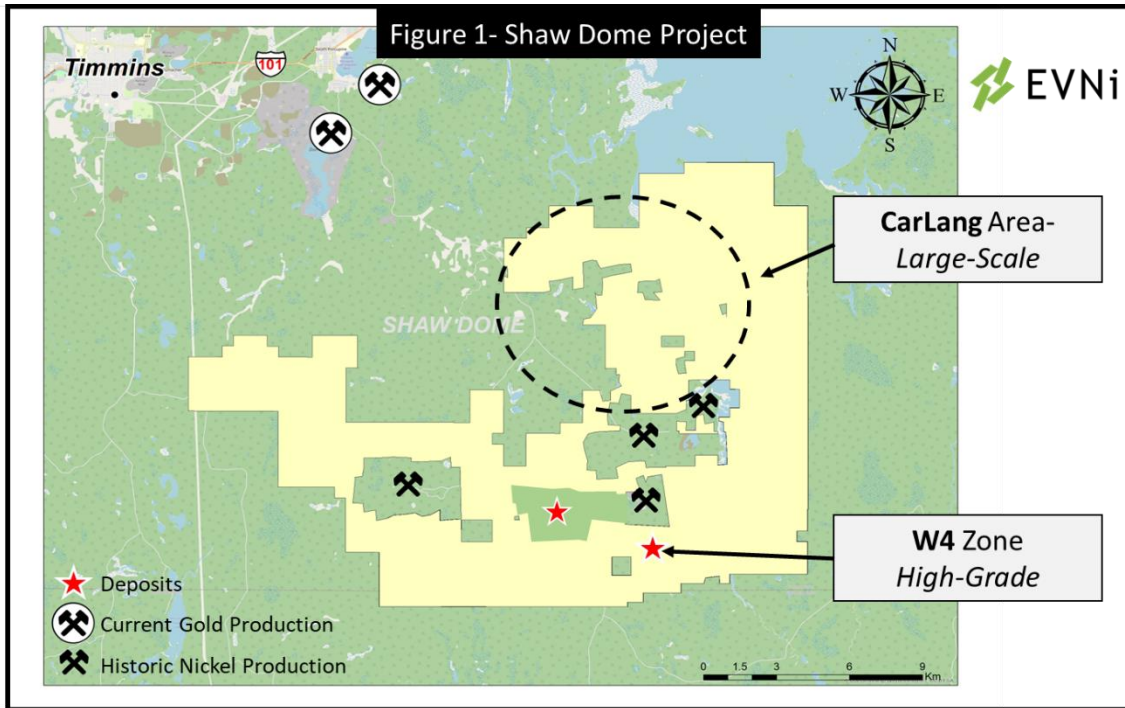 Figure 1- Shaw Dome Project
Timmins
101
N
W
E
S
EVNi
CarLang Area-
Large-Scale
SHAW DOME
W4 Zone
High-Grade
Deposits
Current Gold Production
Historic Nickel Production
0 1.5 3 6 9
Km